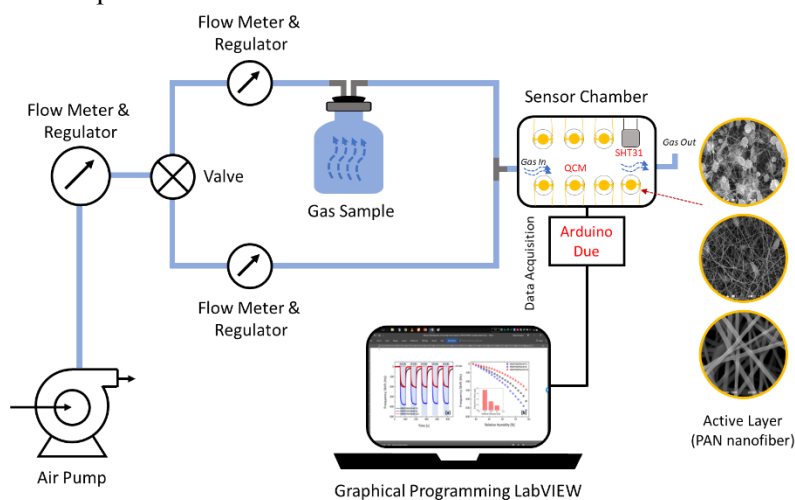 Flow Meter &
Regulator
Flow Meter &
Regulator
Valve
Gas Sample
Sensor Chamber
SHT31
Gas In
QCM
Gas Out
Arduino
Due
Data Acquisition
Flow Meter &
Regulator
Air Pump
Active Layer
(PAN nanofiber)
Graphical Programming LabVIEW